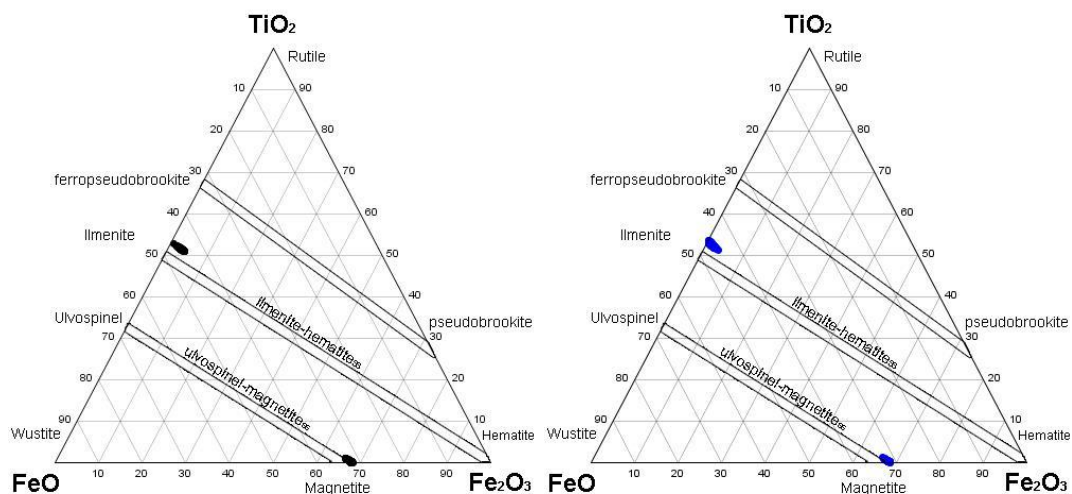 TiO₂
Rutile
10 90
20
30 70
ferropseudobrookite
40 60
Ilmenite
50
ilmenite-hematitess
60 40
Ulvospinel
pseudobrookite
70 30
ulvospinel-magnetitess
80 20
90 10
Wustite
Hematite
FeO
10 20 30 40 50 60 70 80 90
Fe₂O₃
Magnetite
TiO₂
Rutile
10 90
20
30 70
ferropseudobrookite
40 60
Ilmenite
50
ilmenite-hematitess
60 40
Ulvospinel
pseudobrookite
70 30
ulvospinel-magnetitess
80 20
90 10
Wustite
Hematite
FeO
10 20 30 40 50 60 70 80 90
Fe₂O₃
Magnetite